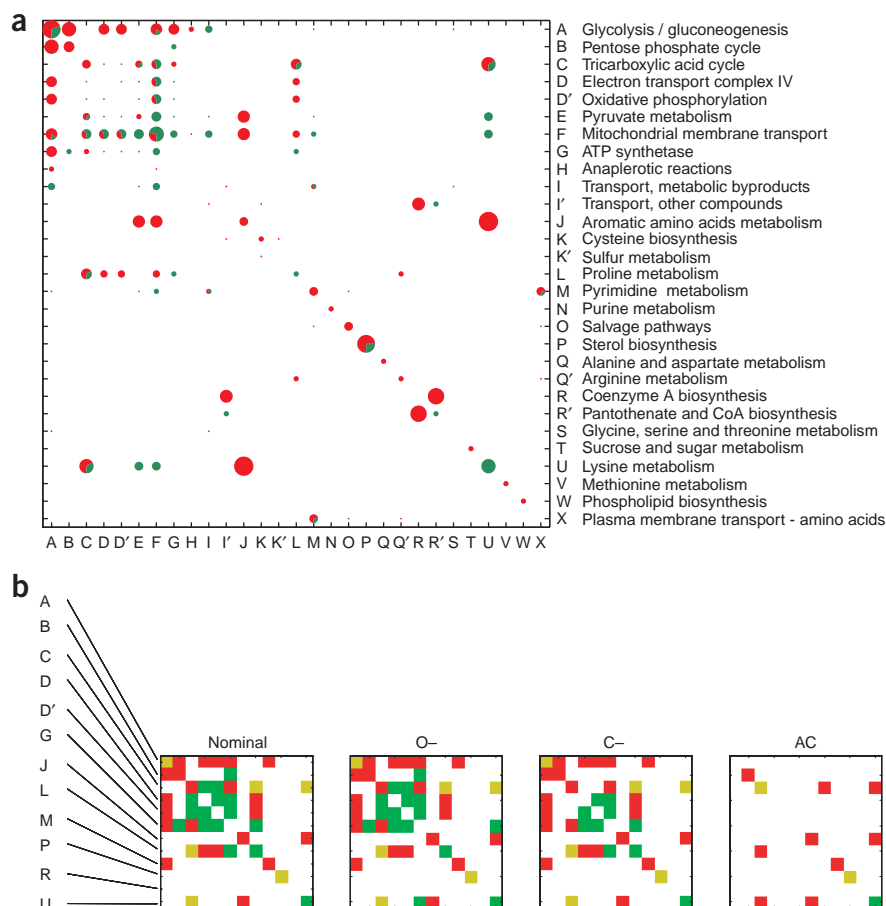 a
A Glycolysis / gluconeogenesis
B Pentose phosphate cycle
C Tricarboxylic acid cycle
D Electron transport complex IV
D′ Oxidative phosphorylation
E Pyruvate metabolism
F Mitochondrial membrane transport
G ATP synthetase
H Anaplerotic reactions
I Transport, metabolic byproducts
I′ Transport, other compounds
J Aromatic amino acids metabolism
K Cysteine biosynthesis
K′ Sulfur metabolism
L Proline metabolism
M Pyrimidine metabolism
N Purine metabolism
O Salvage pathways
P Sterol biosynthesis
Q Alanine and aspartate metabolism
Q′ Arginine metabolism
R Coenzyme A biosynthesis
R′ Pantothenate and CoA biosynthesis
S Glycine, serine and threonine metabolism
T Sucrose and sugar metabolism
U Lysine metabolism
V Methionine metabolism
W Phospholipid biosynthesis
X Plasma membrane transport - amino acids
A B C D D′ E F G H I I′ J K K′ L M N O P Q Q′ R R′ S T U V W X
b
A
B
C
D
D′
G
J
L
M
P
R
U
Nominal O– C– AC